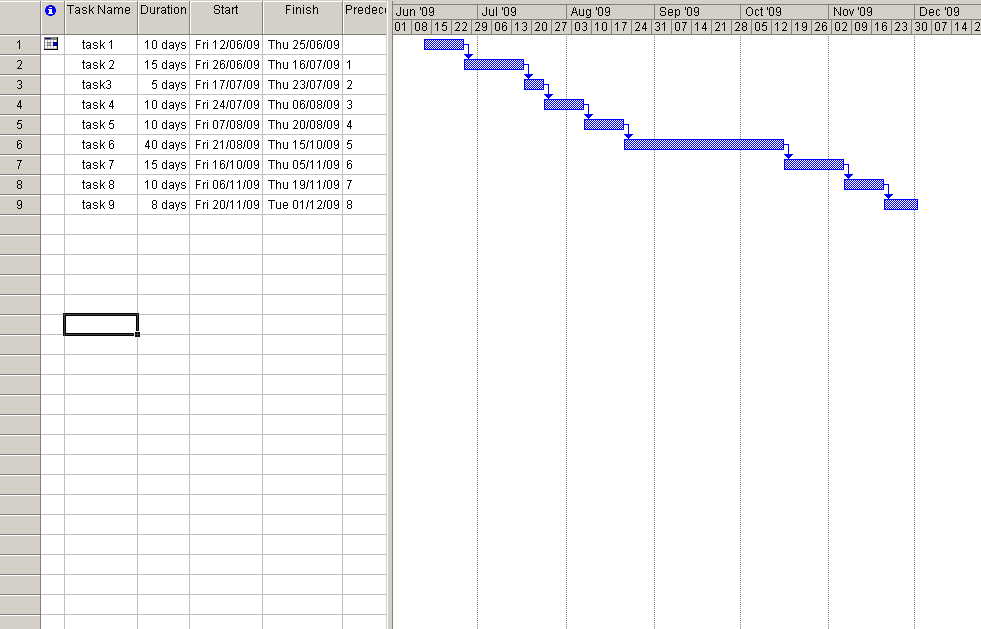 Task Name Duration Start Finish Predec
Jun '09 Jul '09 Aug '09 Sep '09 Oct '09 Nov '09 Dec '09
01 08 15 22 29 06 13 20 27 03 10 17 24 31 07 14 21 28 05 12 19 26 02 09 16 23 30 07 14 2
1 task 1 10 days Fri 12/06/09 Thu 25/06/09
2 task 2 15 days Fri 26/06/09 Thu 16/07/09 1
3 task3 5 days Fri 17/07/09 Thu 23/07/09 2
4 task 4 10 days Fri 24/07/09 Thu 06/08/09 3
5 task 5 10 days Fri 07/08/09 Thu 20/08/09 4
6 task 6 40 days Fri 21/08/09 Thu 15/10/09 5
7 task 7 15 days Fri 16/10/09 Thu 05/11/09 6
8 task 8 10 days Fri 06/11/09 Thu 19/11/09 7
9 task 9 8 days Fri 20/11/09 Tue 01/12/09 8